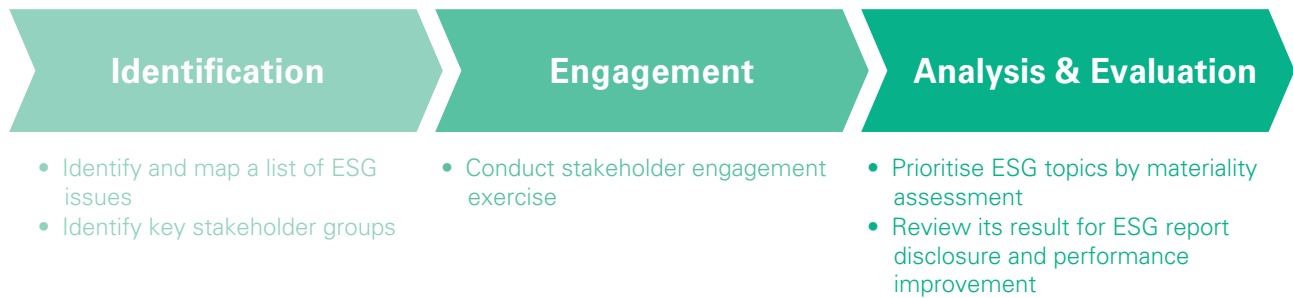 Identification
Engagement
Analysis & Evaluation
• Identify and map a list of ESG
issues
• Identify key stakeholder groups
• Conduct stakeholder engagement
exercise
• Prioritise ESG topics by materiality
assessment
• Review its result for ESG report
disclosure and performance
improvement